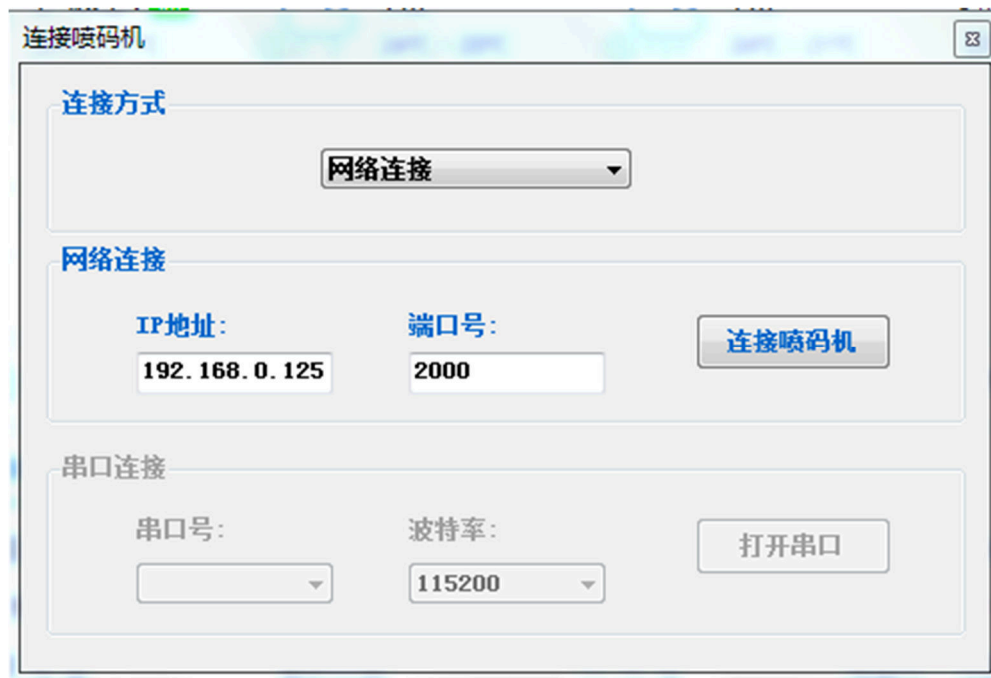 连接喷码机
连接方式
网络连接
网络连接
IP地址: 端口号:
192.168.0.125 2000 连接喷码机
串口连接
串口号: 波特率:
115200 打开串口